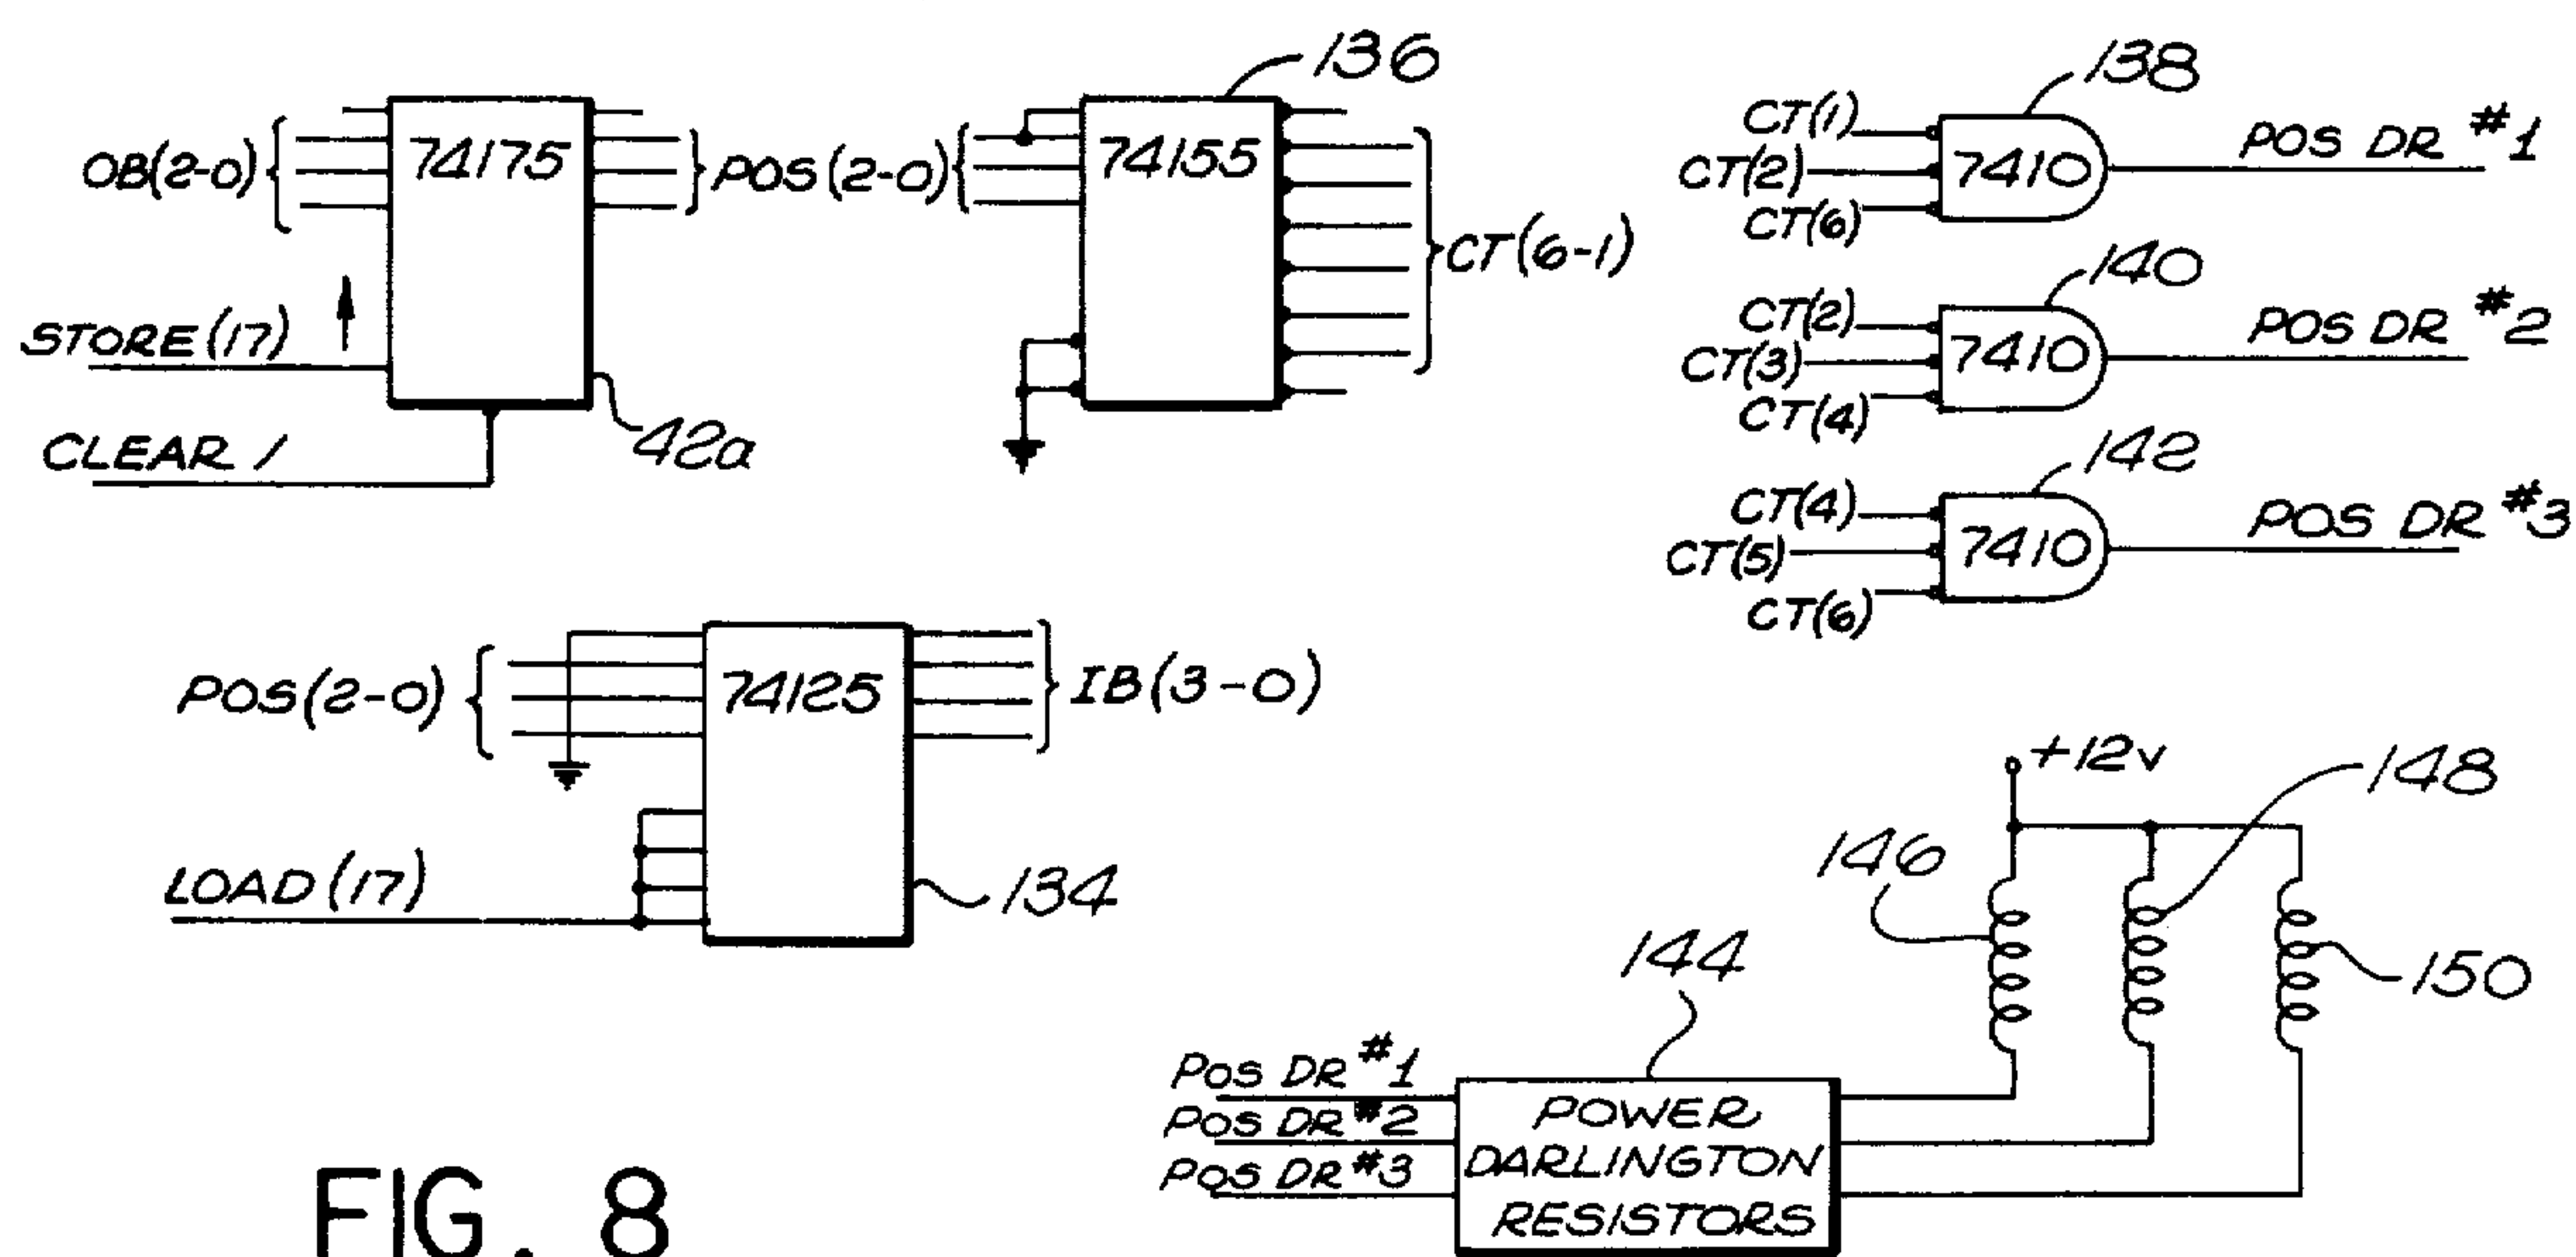 136
OB(2-0)
74175
POS(2-0)
74155
CT(6-1)
STORE(17)
CLEAR /
42a
138
CT(1)
CT(2)
CT(6)
7410
POS DR #1
140
CT(2)
CT(3)
CT(4)
7410
POS DR #2
142
CT(4)
CT(5)
CT(6)
7410
POS DR #3
POS(2-0)
74125
IB(3-0)
LOAD(17)
134
+12v
146
148
150
144
POS DR #1
POS DR #2
POS DR #3
POWER
DARLINGTON
RESISTORS
FIG. 8